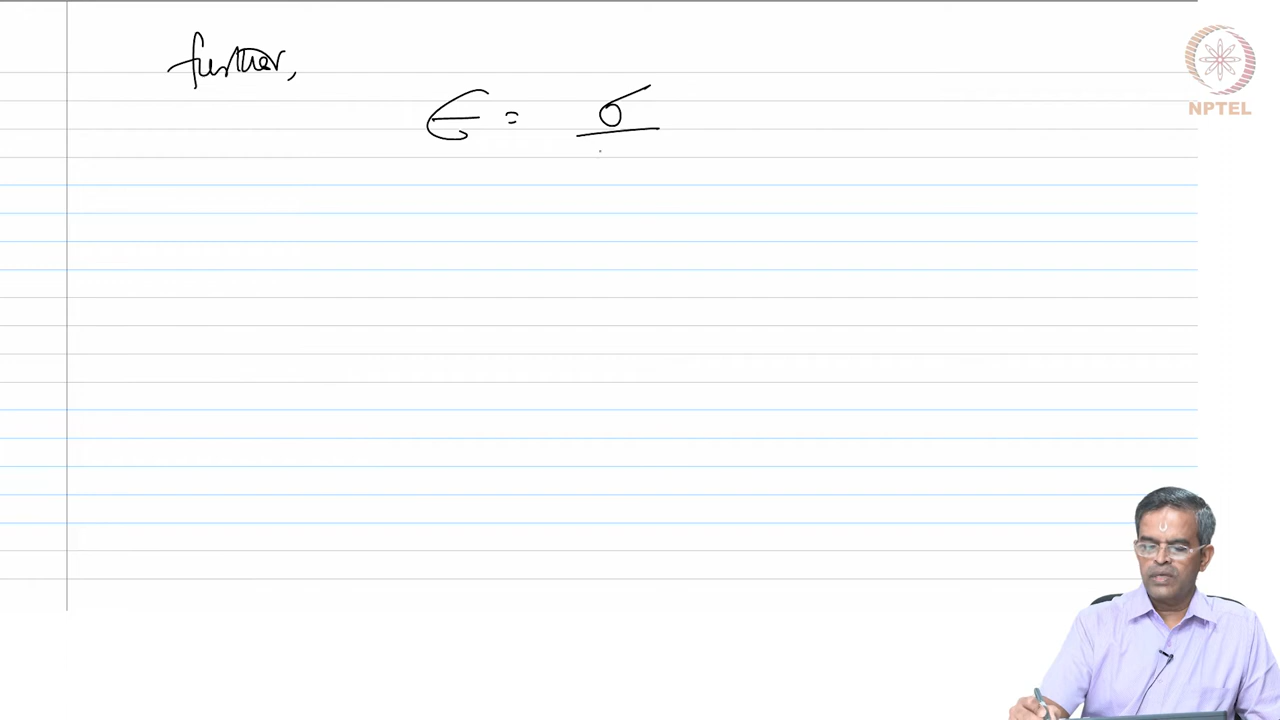 further,
∈ = σ
NPTEL